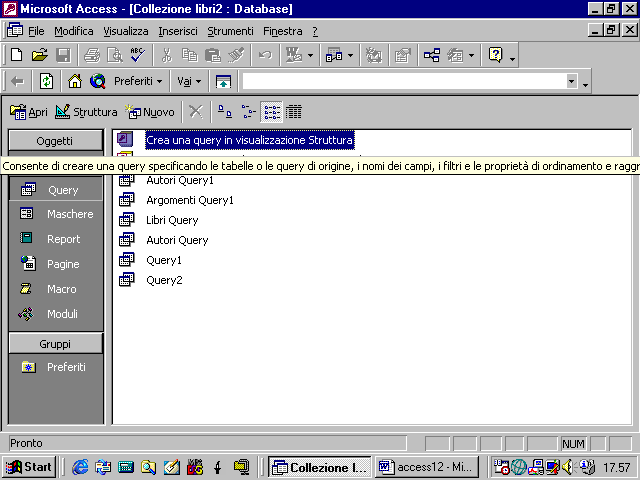 Microsoft Access - [Collezione libri2 : Database]
File Modifica Visualizza Inserisci Strumenti Finestra ?
Preferiti Vai
Apri Struttura Nuovo
Oggetti
Crea una query in visualizzazione Struttura
Consente di creare una query specificando le tabelle o le query di origine, i nomi dei campi, i filtri e le proprietà di ordinamento e raggr
Autori Query1
Query
Argomenti Query1
Maschere
Libri Query
Report
Autori Query
Pagine
Query1
Macro
Query2
Moduli
Gruppi
Preferiti
Pronto
NUM
Start
Collezione l...
access12 - Mi...
17.57